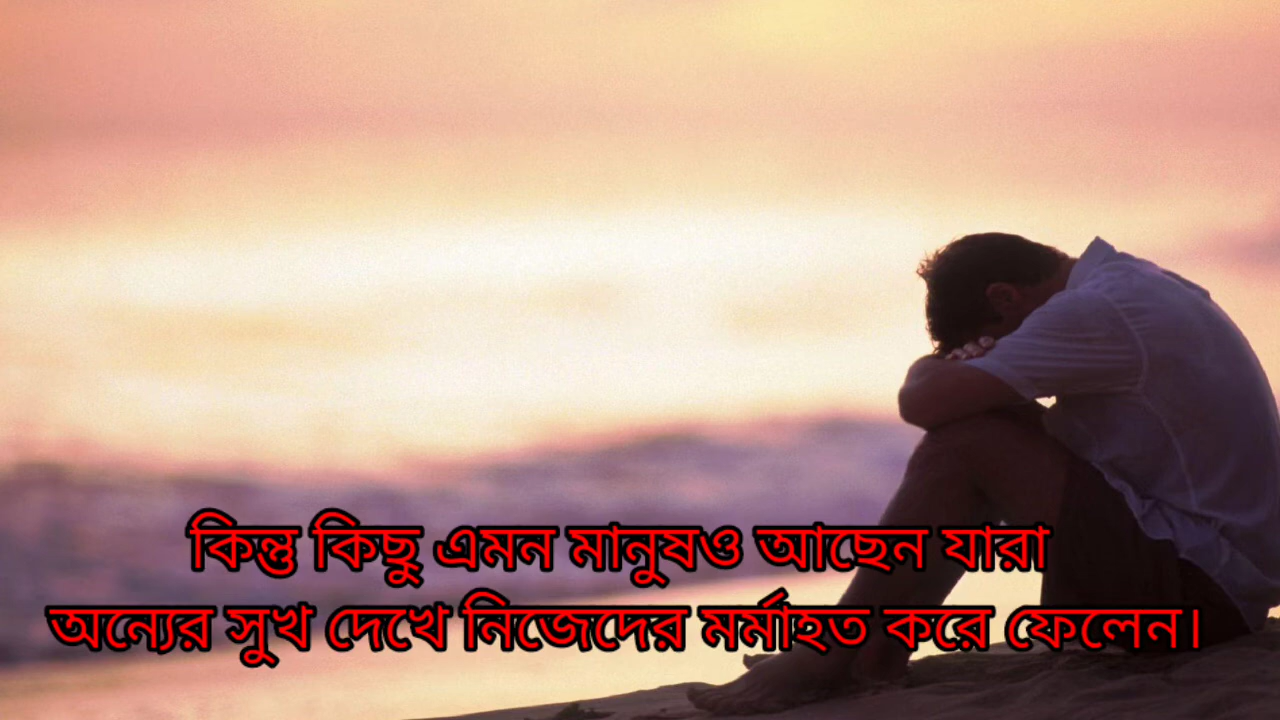 কিন্তু কিছু এমন মানুষও আছেন যারা
অন্যের সুখ দেখে নিজেদের মর্মাহত করে ফেলেন।